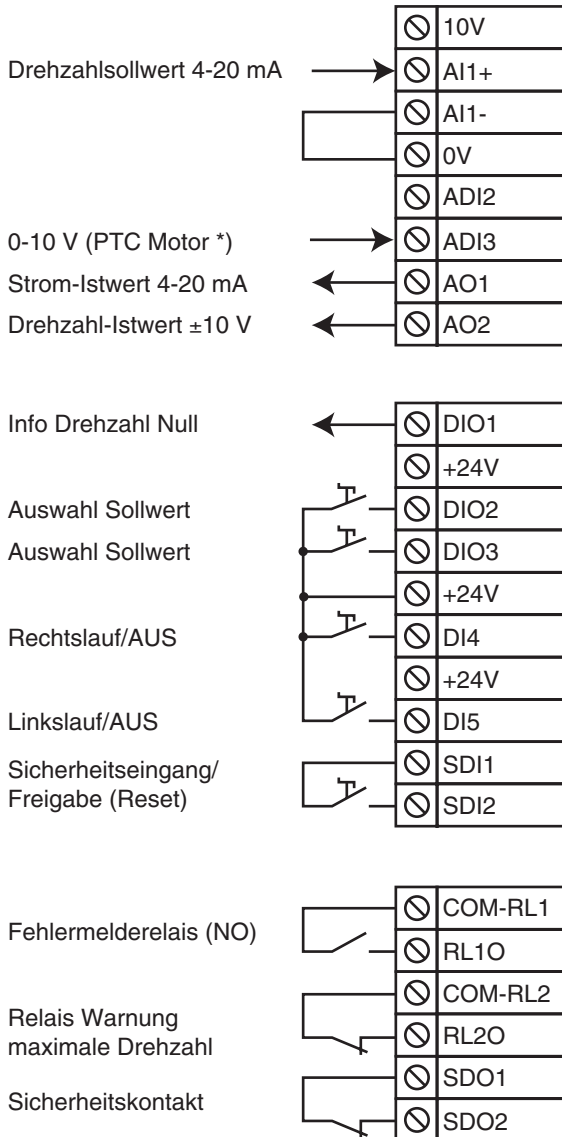 10V
Drehzahlsollwert 4-20 mA AI1+
AI1-
0V
ADI2
0-10 V (PTC Motor *) ADI3
Strom-Istwert 4-20 mA AO1
Drehzahl-Istwert ±10 V AO2
Info Drehzahl Null DIO1
+24V
Auswahl Sollwert DIO2
Auswahl Sollwert DIO3
+24V
Rechtslauf/AUS DI4
+24V
Linkslauf/AUS DI5
Sicherheitseingang/ SDI1
Freigabe (Reset) SDI2
COM-RL1
Fehlermelderelais (NO) RL1O
COM-RL2
Relais Warnung RL2O
maximale Drehzahl
SDO1
Sicherheitskontakt SDO2